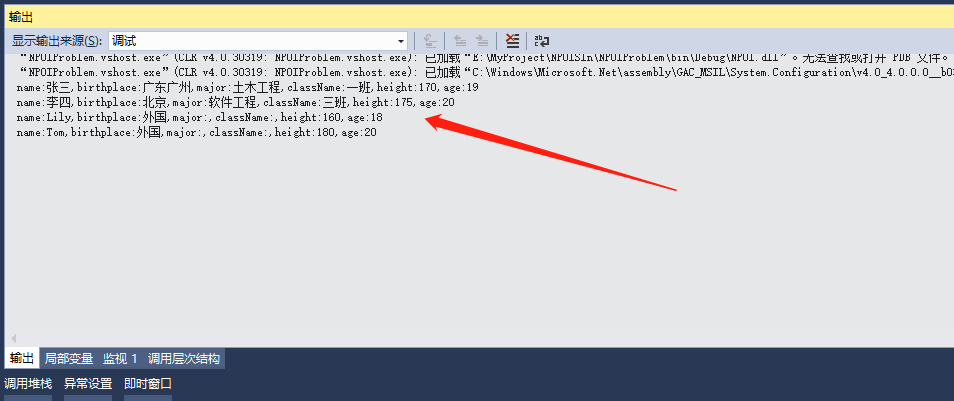 输出
显示输出来源(S): 调试
“NPOIProblem.vshost.exe”(CLR v4.0.30319: NPOIProblem.vshost.exe): 已加载“E:\MyProject\NPOISln\NPOIProblem\bin\Debug\NPOI.dll”。无法查找或打开 PDB 文件。
“NPOIProblem.vshost.exe”(CLR v4.0.30319: NPOIProblem.vshost.exe): 已加载“C:\Windows\Microsoft.Net\assembly\GAC_MSIL\System.Configuration\v4.0_4.0.0.0__b03
name:张三,birthplace:广东广州,major:土木工程,className:一班,height:170,age:19
name:李四,birthplace:北京,major:软件工程,className:三班,height:175,age:20
name:Lily,birthplace:外国,major:,className:,height:160,age:18
name:Tom,birthplace:外国,major:,className:,height:180,age:20
输出 局部变量 监视 1 调用层次结构
调用堆栈 异常设置 即时窗口